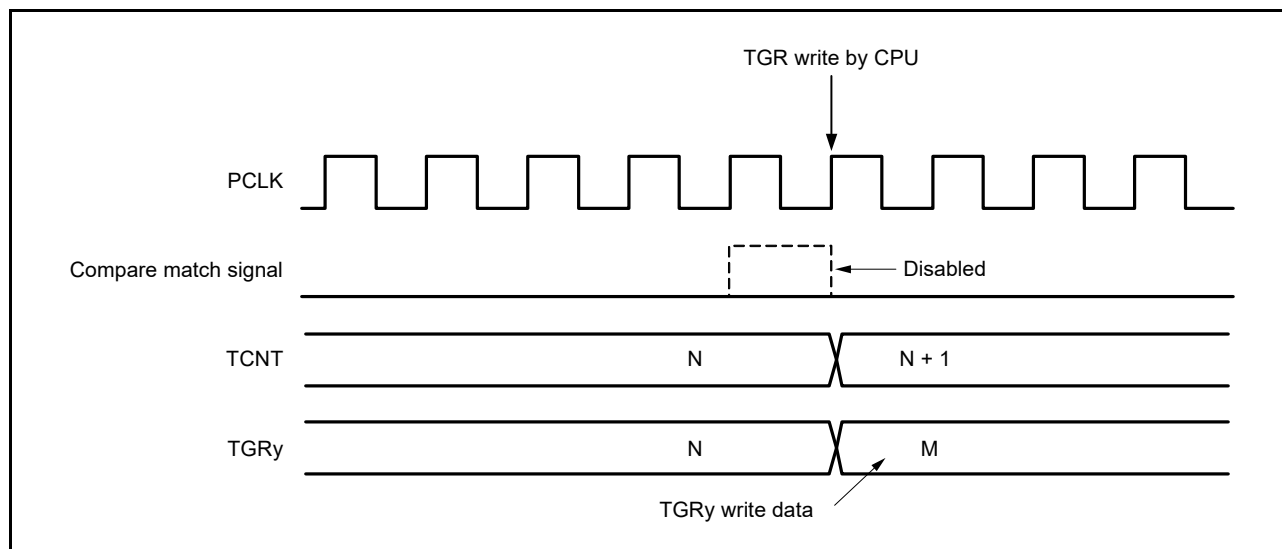 TGR write by CPU
PCLK
Compare match signal
Disabled
TCNT
N
N + 1
TGRy
N
M
TGRy write data